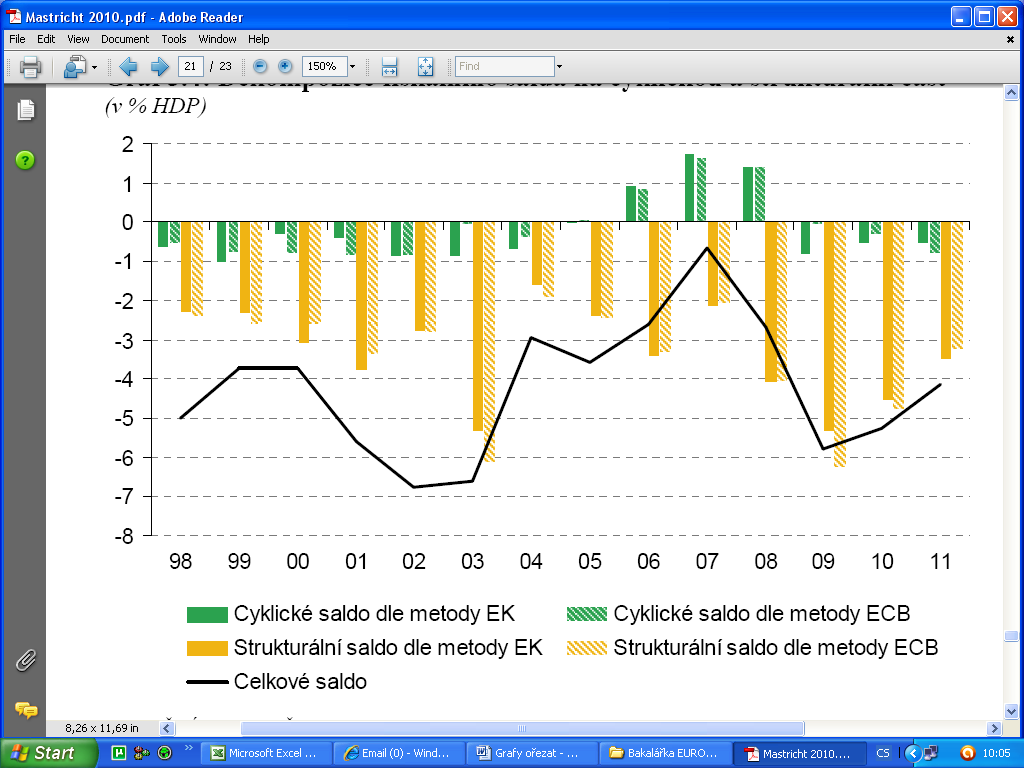 Mastricht 2010.pdf - Adobe Reader
File Edit View Document Tools Window Help
21 / 23 150% Find
(v % HDP)
2
1
0
-1
-2
-3
-4
-5
-6
-7
-8
98 99 00 01 02 03 04 05 06 07 08 09 10 11
Cyklické saldo dle metody EK Cyklické saldo dle metody ECB
Strukturální saldo dle metody EK Strukturální saldo dle metody ECB
Celkové saldo
8,26 x 11,69 in
Start Microsoft Excel ... Email (0) - Wind... Grafy ořezat - ... Bakalářka EURO... Mastricht 2010.... CS 10:05